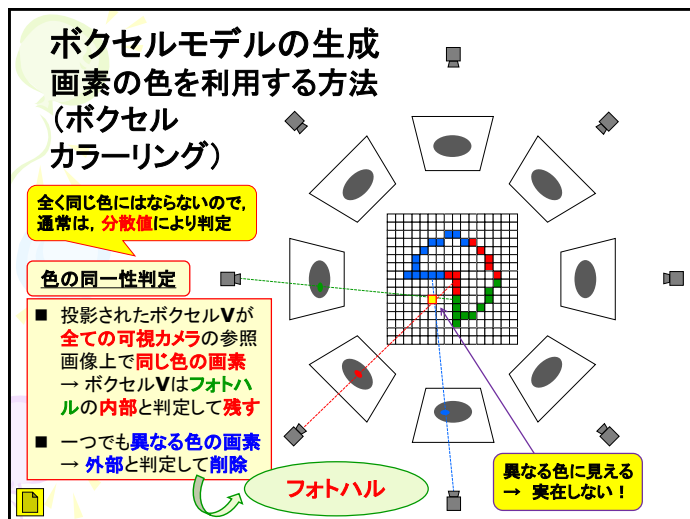 ボクセルモデルの生成
画素の色を利用する方法
（ボクセル
カラーリング）
全く同じ色にはならないので,
通常は, 分散値により判定
色の同一性判定
■ 投影されたボクセルVが
全ての可視カメラの参照
画像上で同じ色の画素
→ ボクセルVはフォトハ
ルの内部と判定して残す
■ 一つでも異なる色の画素
→ 外部と判定して削除
フォトハル
異なる色に見える
→ 実在しない！